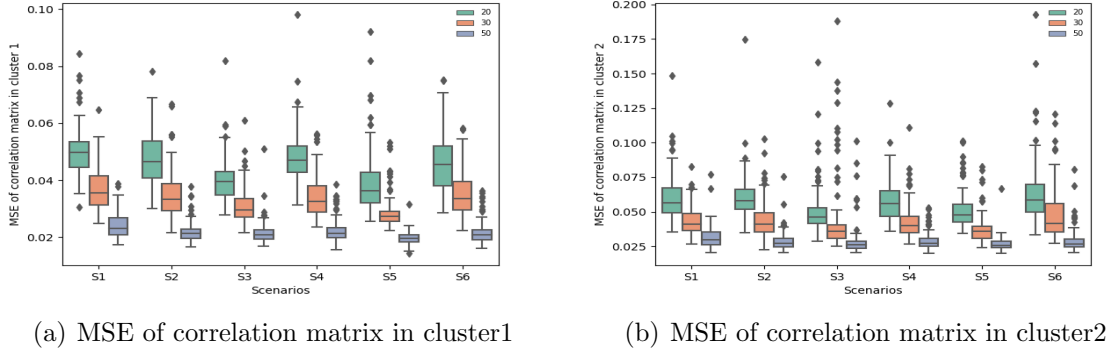 MSE of correlation matrix in cluster 1
0.10
0.08
0.06
0.04
0.02
20
30
50
S1 S2 S3 S4 S5 S6
Scenarios
(a) MSE of correlation matrix in cluster1
MSE of correlation matrix in cluster 2
0.200
0.175
0.150
0.125
0.100
0.075
0.050
0.025
20
30
50
S1 S2 S3 S4 S5 S6
Scenarios
(b) MSE of correlation matrix in cluster2